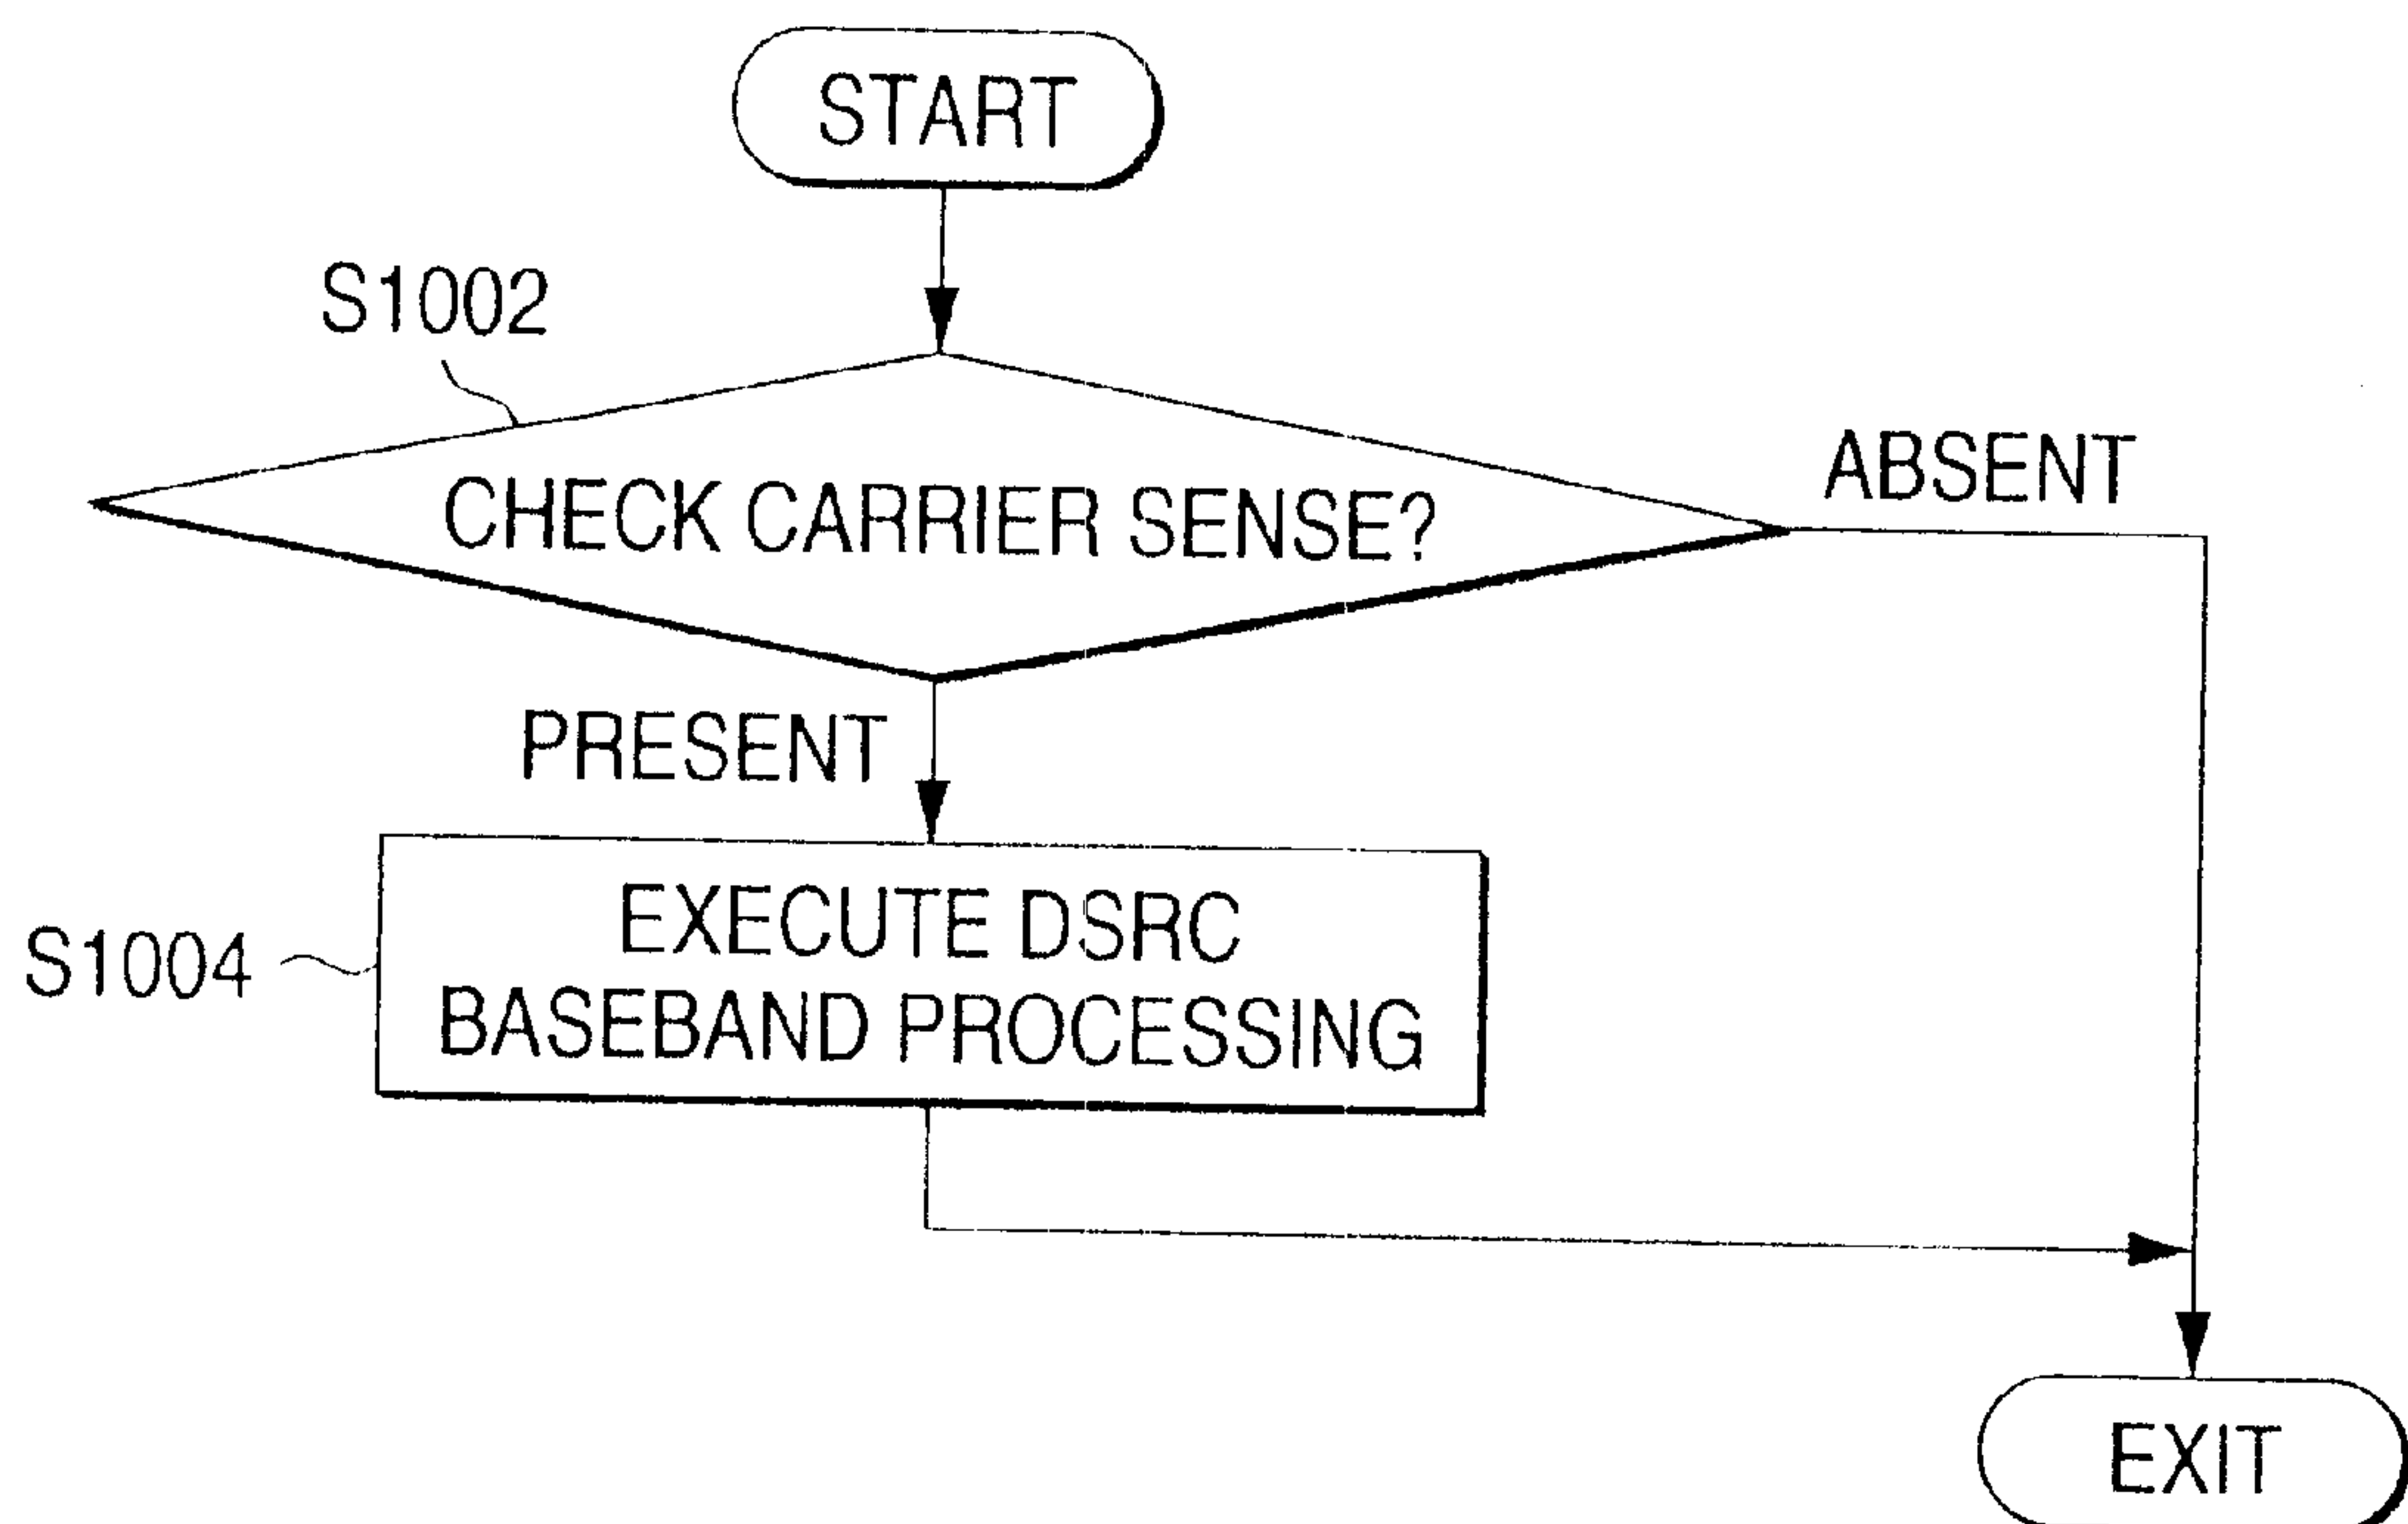 START
S1002
CHECK CARRIER SENSE?
ABSENT
PRESENT
EXECUTE DSRC
BASEBAND PROCESSING
S1004
EXIT